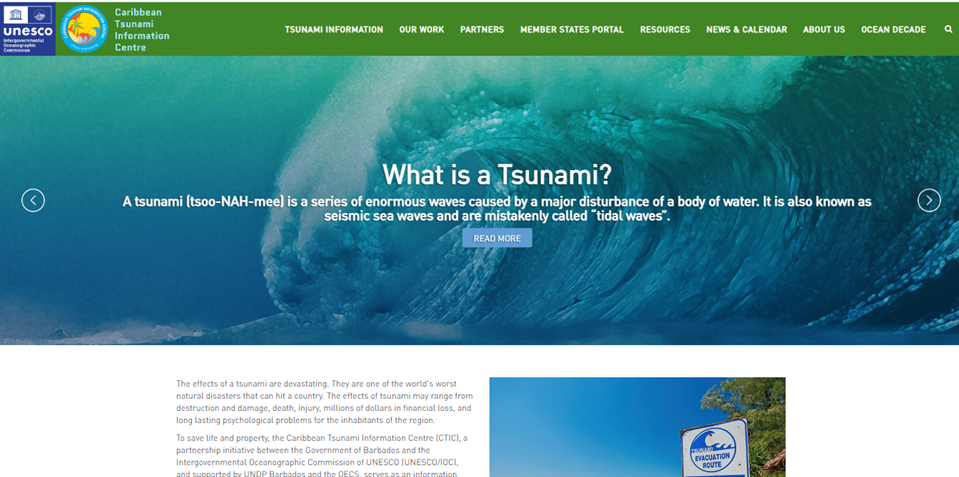 unesco
Intergovernmental
Oceanographic
Commission
Caribbean
Tsunami
Information
Centre
TSUNAMI INFORMATION
OUR WORK
PARTNERS
MEMBER STATES PORTAL
RESOURCES
NEWS & CALENDAR
ABOUT US
OCEAN DECADE
What is a Tsunami?
A tsunami (tsoo-NAH-mee) is a series of enormous waves caused by a major disturbance of a body of water. It is also known as
seismic sea waves and are mistakenly called “tidal waves”.
READ MORE
The effects of a tsunami are devastating. They are one of the world's worst
natural disasters that can hit a country. The effects of tsunami may range from
destruction and damage, death, injury, millions of dollars in financial loss, and
long lasting psychological problems for the inhabitants of the region.
To save life and property, the Caribbean Tsunami Information Centre (CTIC), a
partnership initiative between the Government of Barbados and the
Intergovernmental Oceanographic Commission of UNESCO (UNESCO/IOC),
and supported by UNDP Barbados and the OECS, serves as an information
TSUNAMI
EVACUATION
ROUTE